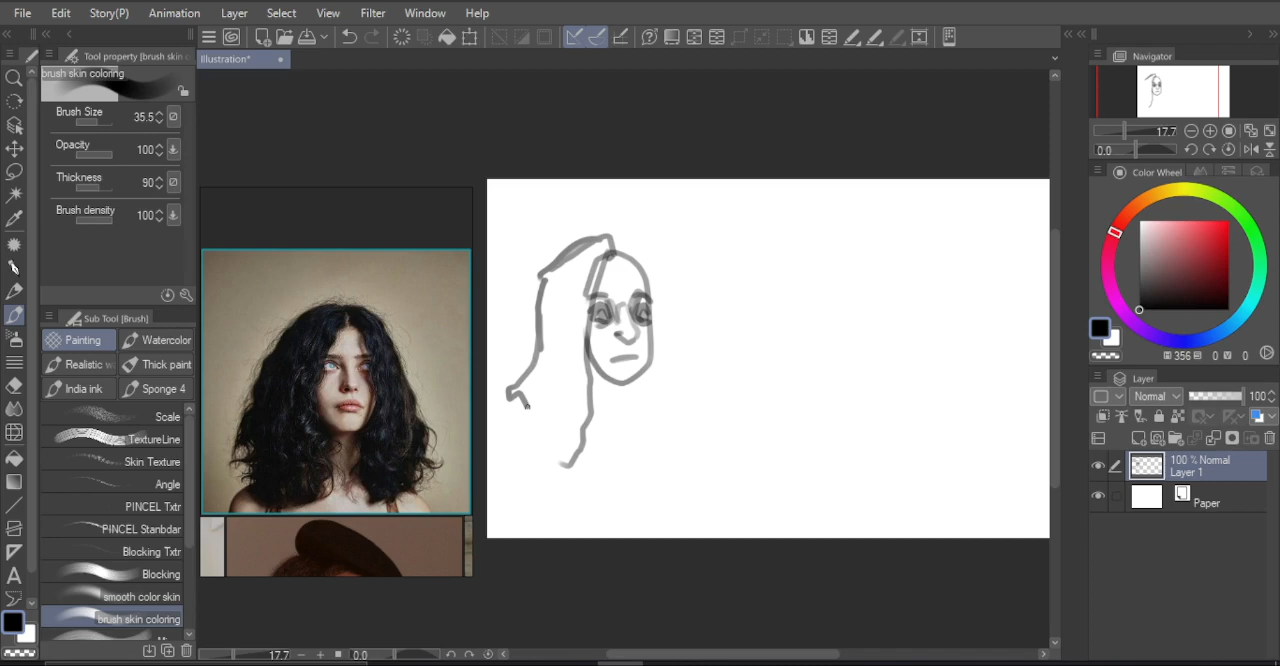 File Edit Story(P) Animation Layer Select View Filter Window Help
Tool property [brush skin
Illustration*
Navigator
brush skin coloring
Brush Size 35.5
Opacity 100
Thickness 90
Brush density 100
17.7
0.0
Color Wheel
Sub Tool [Brush]
Painting Watercolor
Realistic w Thick paint
India ink Sponge 4
Scale
TextureLine
Skin Texture
Angle
PINCEL Txtr
PINCEL Stanbdar
Blocking Txtr
Blocking
smooth color skin
brush skin coloring
H 356 S 0 V 0
Layer
Normal 100
100 % Normal
Layer 1
Paper
17.7 0.0